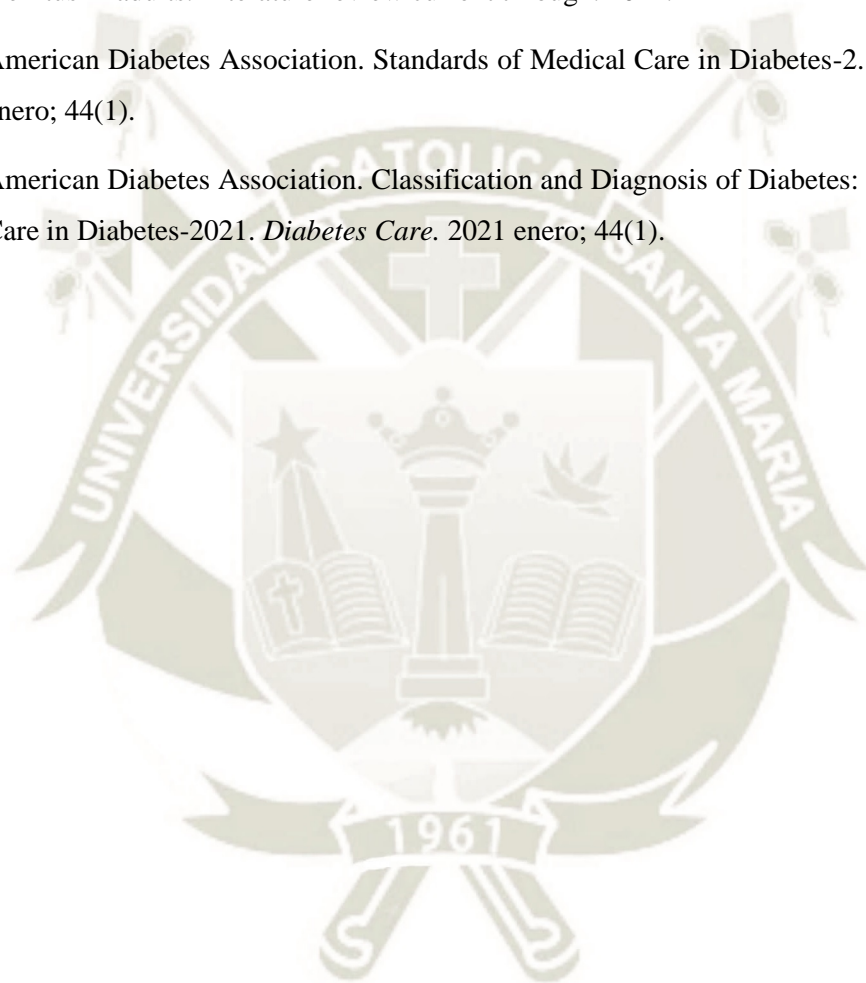 American Diabetes Association. Standards of Medical Care in Diabetes-2.
enero; 44(1).
American Diabetes Association. Classification and Diagnosis of Diabetes:
Care in Diabetes-2021. Diabetes Care. 2021 enero; 44(1).
UNIVERSIDAD CATOLICA SANTA MARIA
1961